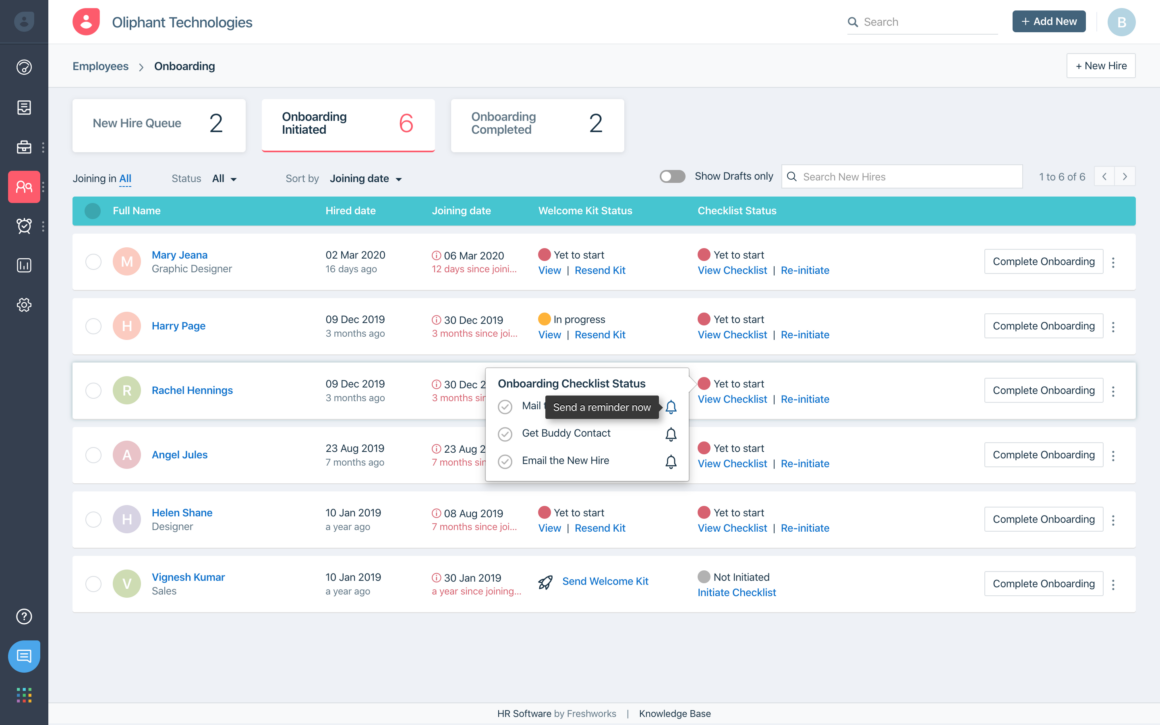 Oliphant Technologies
Search
+ Add New
B
Employees > Onboarding
+ New Hire
New Hire Queue 2
Onboarding Initiated 6
Onboarding Completed 2
Joining in All
Status All
Sort by Joining date
Show Drafts only
Search New Hires
1 to 6 of 6
Full Name Hired date Joining date Welcome Kit Status Checklist Status
M Mary Jeana 02 Mar 2020 06 Mar 2020 Yet to start Yet to start Complete Onboarding
Graphic Designer 16 days ago 12 days since joini... View | Resend Kit View Checklist | Re-initiate
H Harry Page 09 Dec 2019 30 Dec 2019 In progress Yet to start Complete Onboarding
3 months ago 3 months since joi... View | Resend Kit View Checklist | Re-initiate
R Rachel Hennings 09 Dec 2019 30 Dec 2 Yet to start Complete Onboarding
3 months ago 3 months sin View Checklist | Re-initiate
Onboarding Checklist Status
Mail
Send a reminder now
Get Buddy Contact
Email the New Hire
A Angel Jules 23 Aug 2019 23 Aug 2 Yet to start Complete Onboarding
7 months ago 7 months sin View Checklist | Re-initiate
H Helen Shane 10 Jan 2019 08 Aug 2019 Yet to start Yet to start Complete Onboarding
Designer a year ago 7 months since joi... View | Resend Kit View Checklist | Re-initiate
V Vignesh Kumar 10 Jan 2019 30 Jan 2019 Send Welcome Kit Not Initiated Complete Onboarding
Sales a year ago a year since joining... Initiate Checklist
HR Software by Freshworks | Knowledge Base